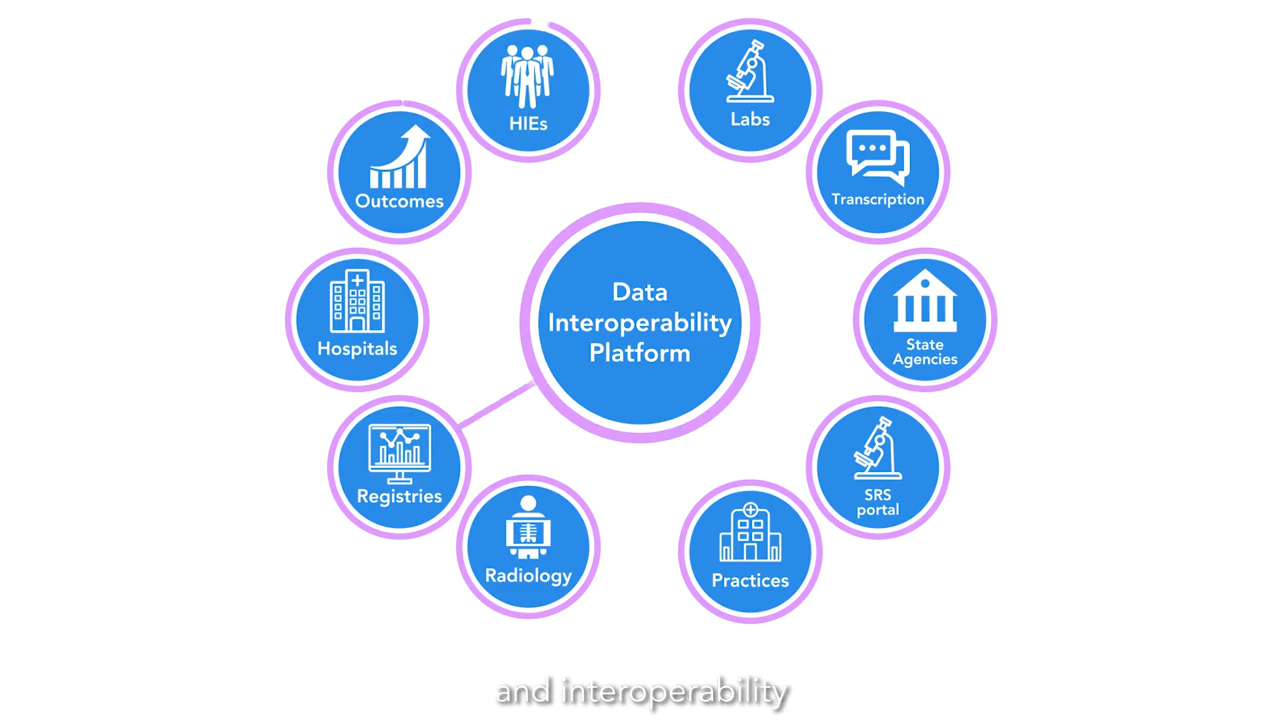 HIEs
Labs
Outcomes
Transcription
Data
Interoperability
Platform
Hospitals
State
Agencies
Registries
SRS
portal
Radiology
Practices
and interoperability